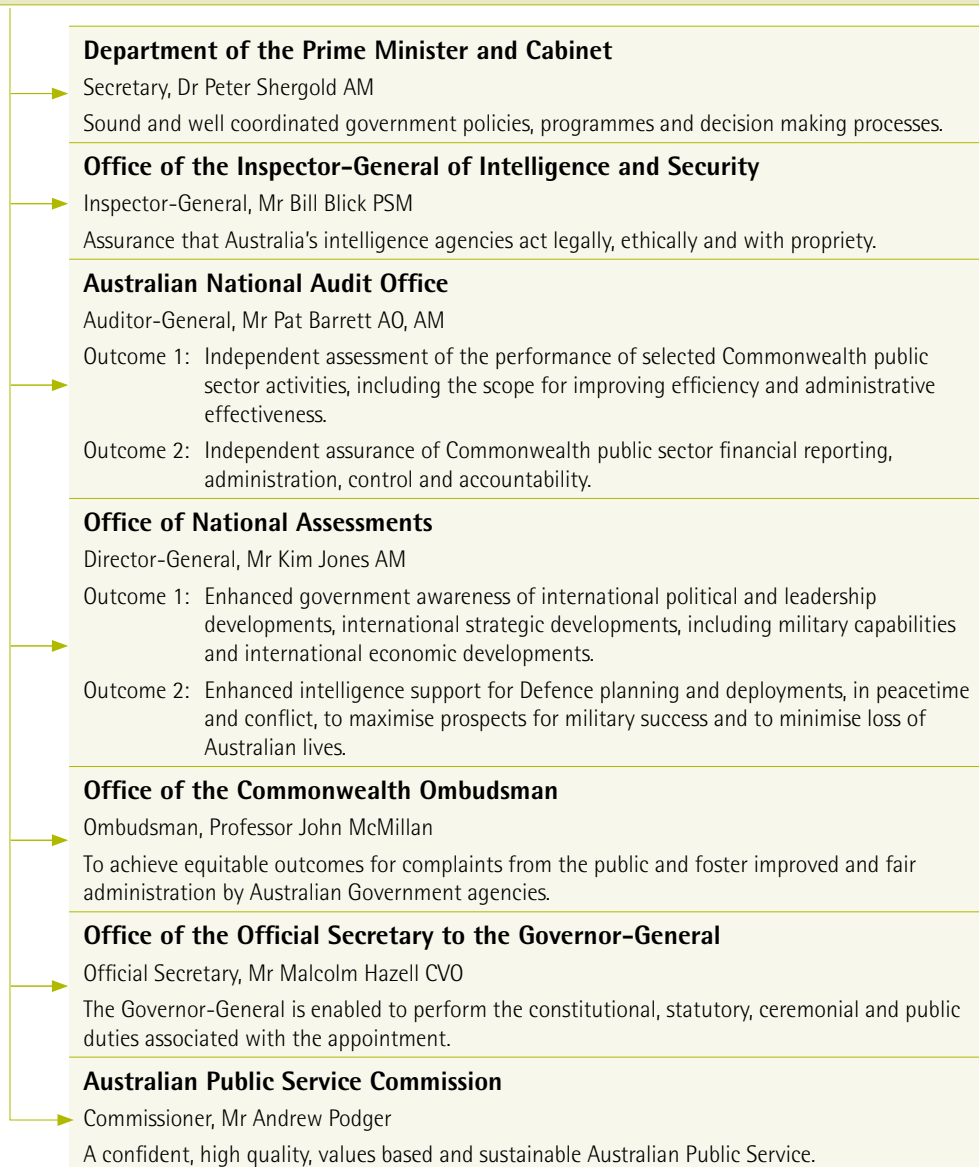 Department of the Prime Minister and Cabinet
Secretary, Dr Peter Shergold AM
Sound and well coordinated government policies, programmes and decision making processes.
Office of the Inspector-General of Intelligence and Security
Inspector-General, Mr Bill Blick PSM
Assurance that Australia's intelligence agencies act legally, ethically and with propriety.
Australian National Audit Office
Auditor-General, Mr Pat Barrett AO, AM
Outcome 1: Independent assessment of the performance of selected Commonwealth public
sector activities, including the scope for improving efficiency and administrative
effectiveness.
Outcome 2: Independent assurance of Commonwealth public sector financial reporting,
administration, control and accountability.
Office of National Assessments
Director-General, Mr Kim Jones AM
Outcome 1: Enhanced government awareness of international political and leadership
developments, international strategic developments, including military capabilities
and international economic developments.
Outcome 2: Enhanced intelligence support for Defence planning and deployments, in peacetime
and conflict, to maximise prospects for military success and to minimise loss of
Australian lives.
Office of the Commonwealth Ombudsman
Ombudsman, Professor John McMillan
To achieve equitable outcomes for complaints from the public and foster improved and fair
administration by Australian Government agencies.
Office of the Official Secretary to the Governor-General
Official Secretary, Mr Malcolm Hazell CVO
The Governor-General is enabled to perform the constitutional, statutory, ceremonial and public
duties associated with the appointment.
Australian Public Service Commission
Commissioner, Mr Andrew Podger
A confident, high quality, values based and sustainable Australian Public Service.